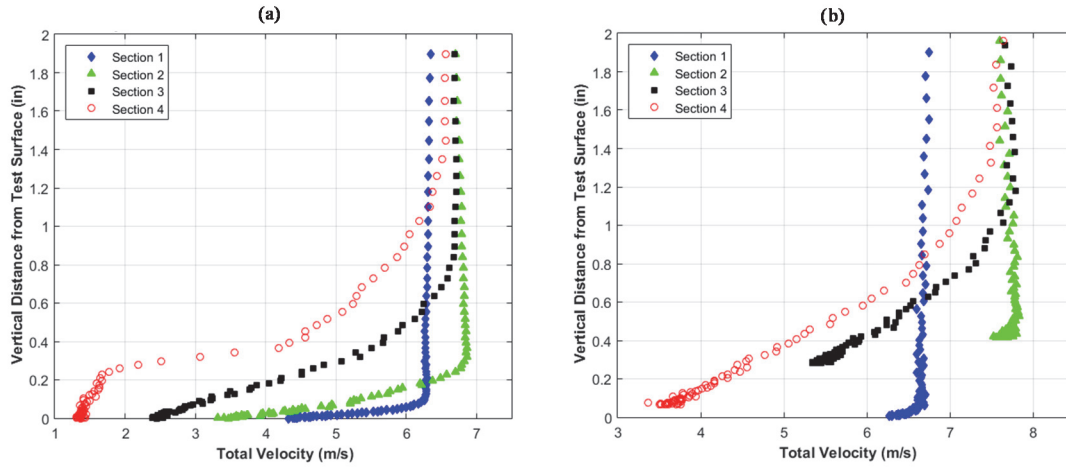 (a)
2
1.8
1.6
1.4
1.2
1
0.8
0.6
0.4
0.2
0
Vertical Distance from Test Surface (in)
Section 1
Section 2
Section 3
Section 4
1 2 3 4 5 6 7
Total Velocity (m/s)
(b)
2
1.8
1.6
1.4
1.2
1
0.8
0.6
0.4
0.2
0
Vertical Distance from Test Surface (in)
Section 1
Section 2
Section 3
Section 4
3 4 5 6 7 8
Total Velocity (m/s)